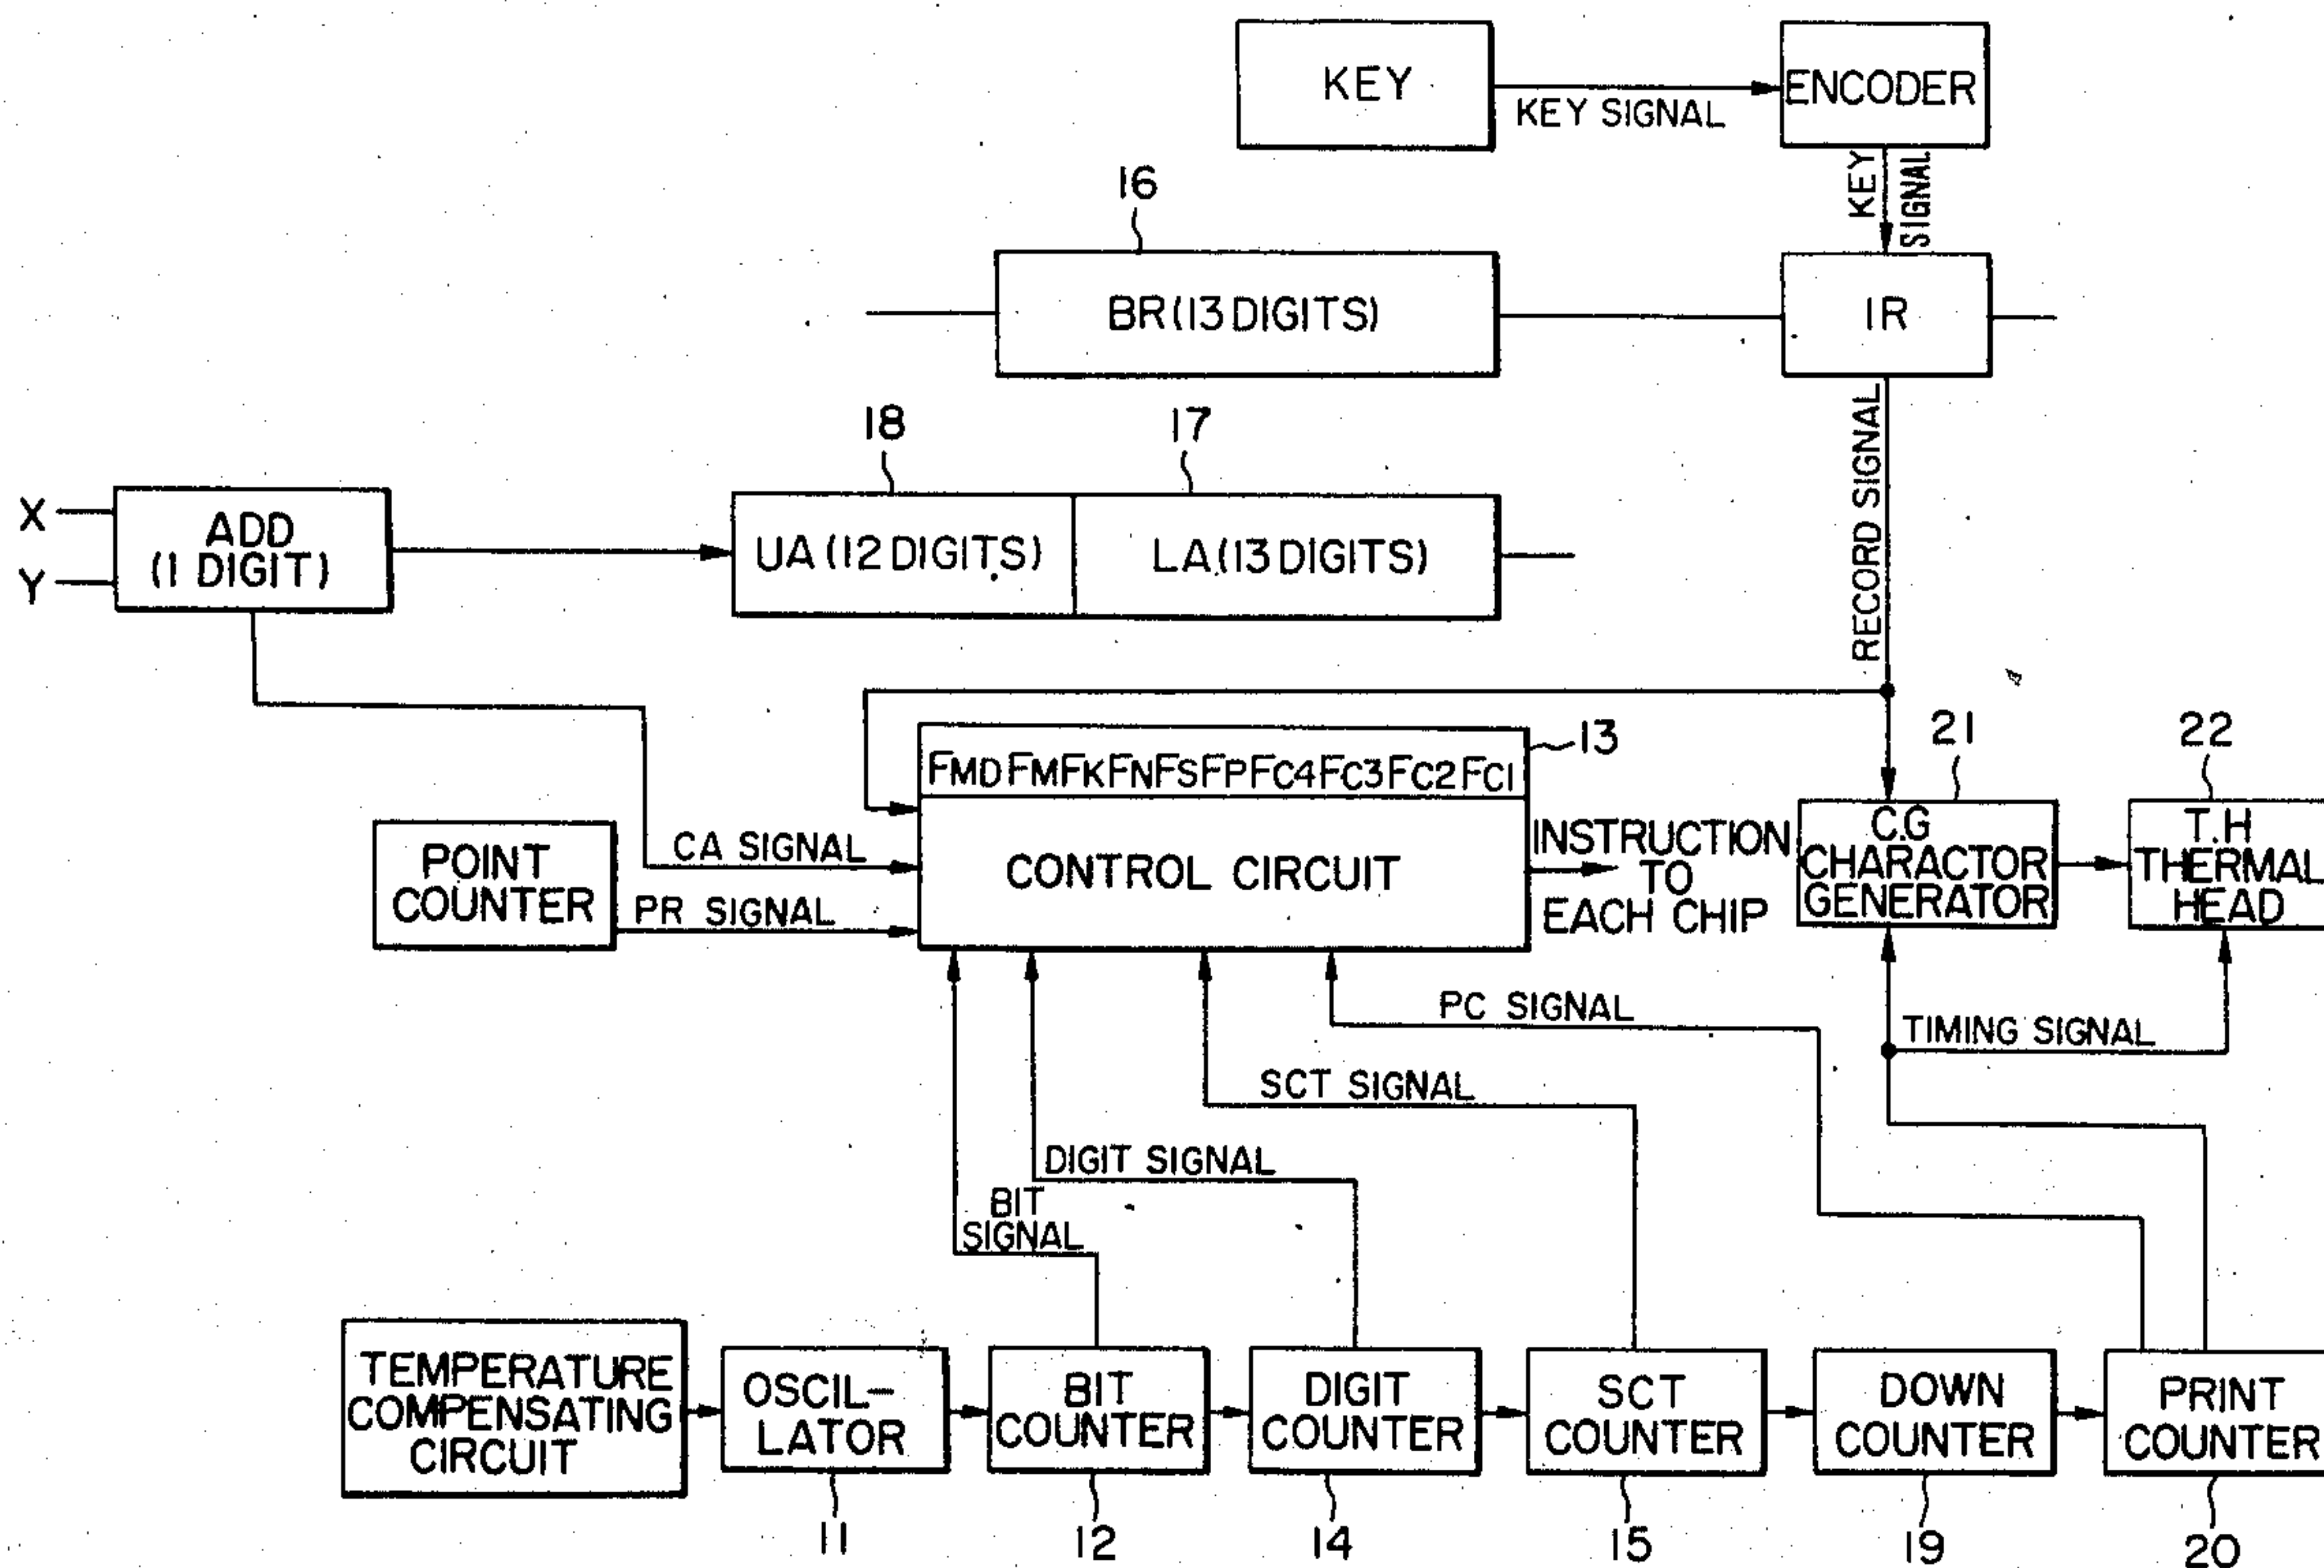 KEY
KEY SIGNAL
ENCODER
KEY
SIGNAL
16
BR(13 DIGITS)
IR
RECORD SIGNAL
18
17
X
Y
ADD
(1 DIGIT)
UA (12 DIGITS)
LA (13 DIGITS)
13
FMD FM FK FN FS FP FC4 FC3 FC2 FC1
CONTROL CIRCUIT
INSTRUCTION
TO
EACH CHIP
21
C.G
CHARACTOR
GENERATOR
22
T.H
THERMAL
HEAD
POINT
COUNTER
CA SIGNAL
PR SIGNAL
PC SIGNAL
TIMING SIGNAL
SCT SIGNAL
DIGIT SIGNAL
BIT
SIGNAL
TEMPERATURE
COMPENSATING
CIRCUIT
OSCIL-
LATOR
BIT
COUNTER
DIGIT
COUNTER
SCT
COUNTER
DOWN
COUNTER
PRINT
COUNTER
11
12
14
15
19
20